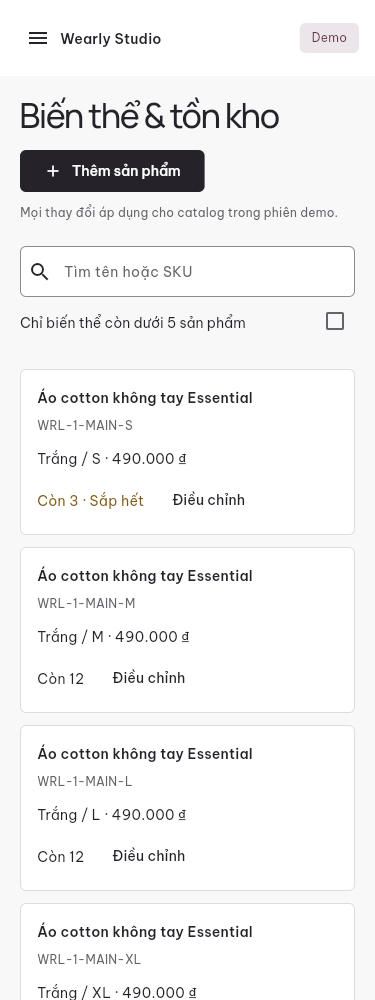 Wearly Studio
Demo
Biến thể & tồn kho
Thêm sản phẩm
Mọi thay đổi áp dụng cho catalog trong phiên demo.
Tìm tên hoặc SKU
Chỉ biến thể còn dưới 5 sản phẩm
Áo cotton không tay Essential
WRL-1-MAIN-S
Trắng / S · 490.000 ₫
Còn 3 · Sắp hết
Điều chỉnh
Áo cotton không tay Essential
WRL-1-MAIN-M
Trắng / M · 490.000 ₫
Còn 12
Điều chỉnh
Áo cotton không tay Essential
WRL-1-MAIN-L
Trắng / L · 490.000 ₫
Còn 12
Điều chỉnh
Áo cotton không tay Essential
WRL-1-MAIN-XL
Trắng / XL · 490.000 ₫